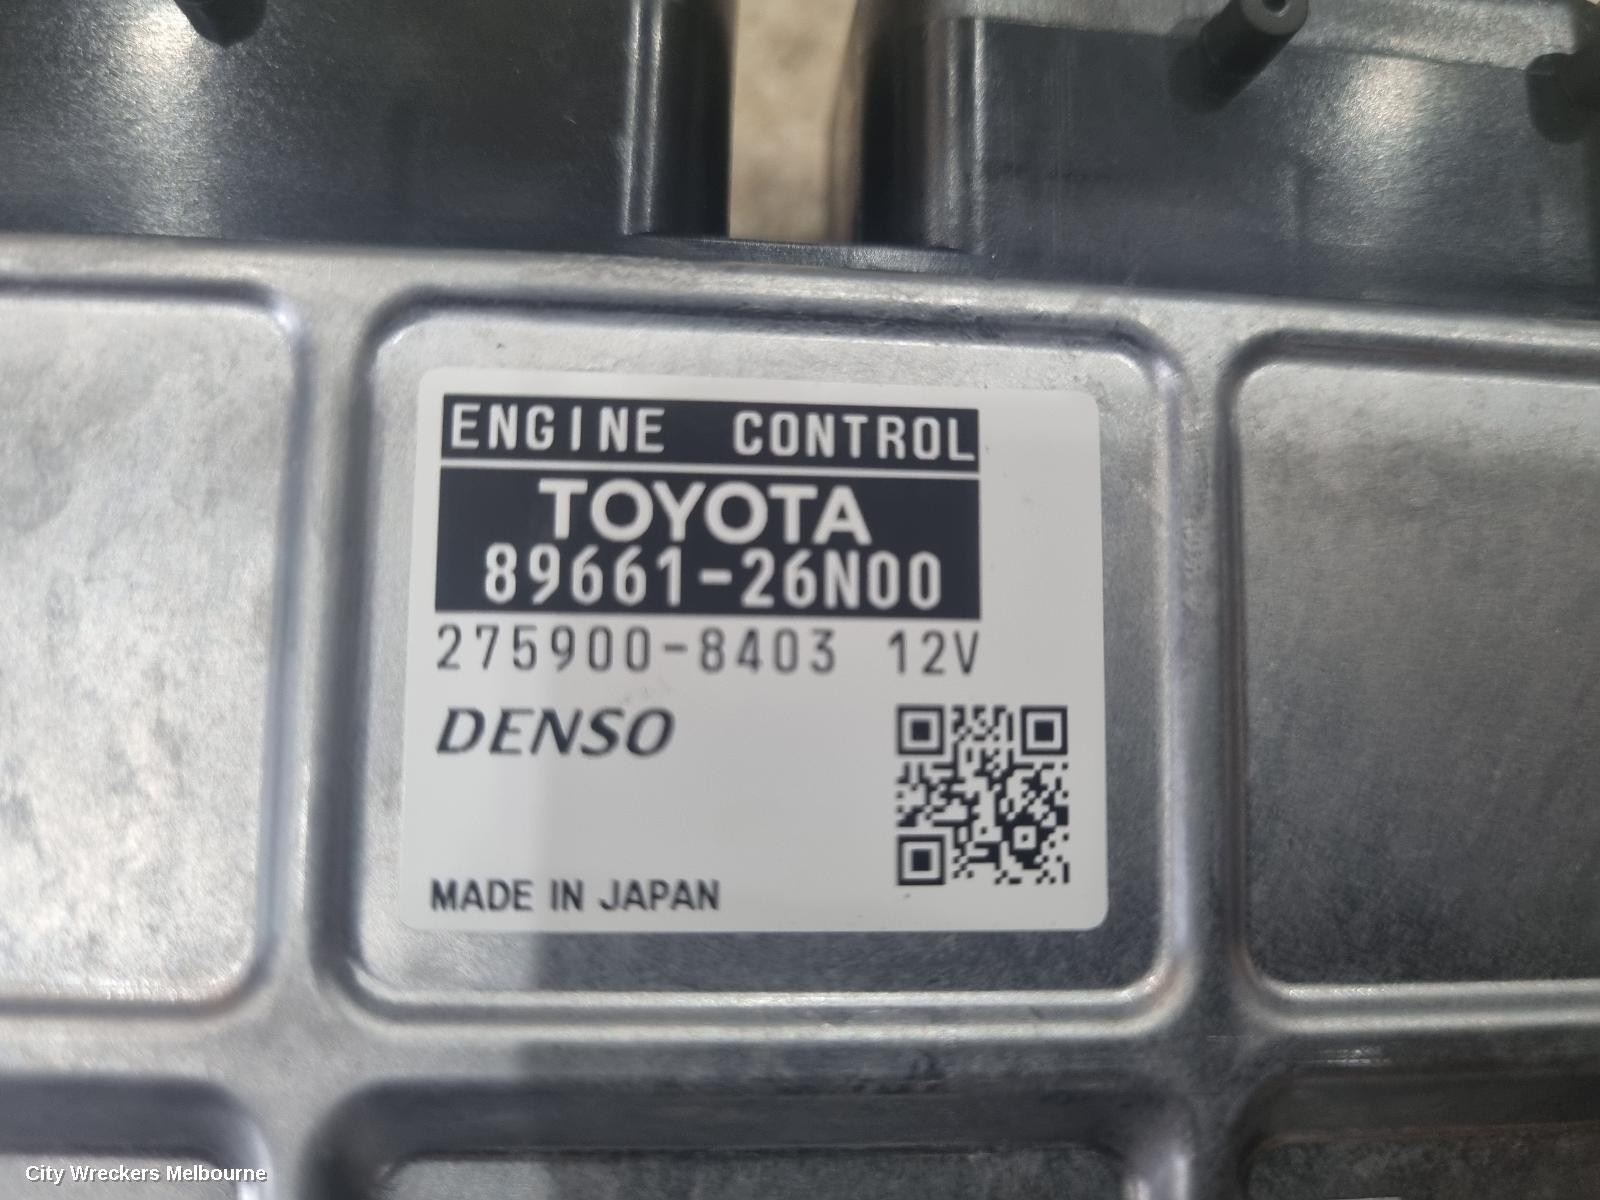 ENGINE CONTROL
TOYOTA
89661-26N00
275900-8403 12V
DENSO
MADE IN JAPAN
City Wreckers Melbourne